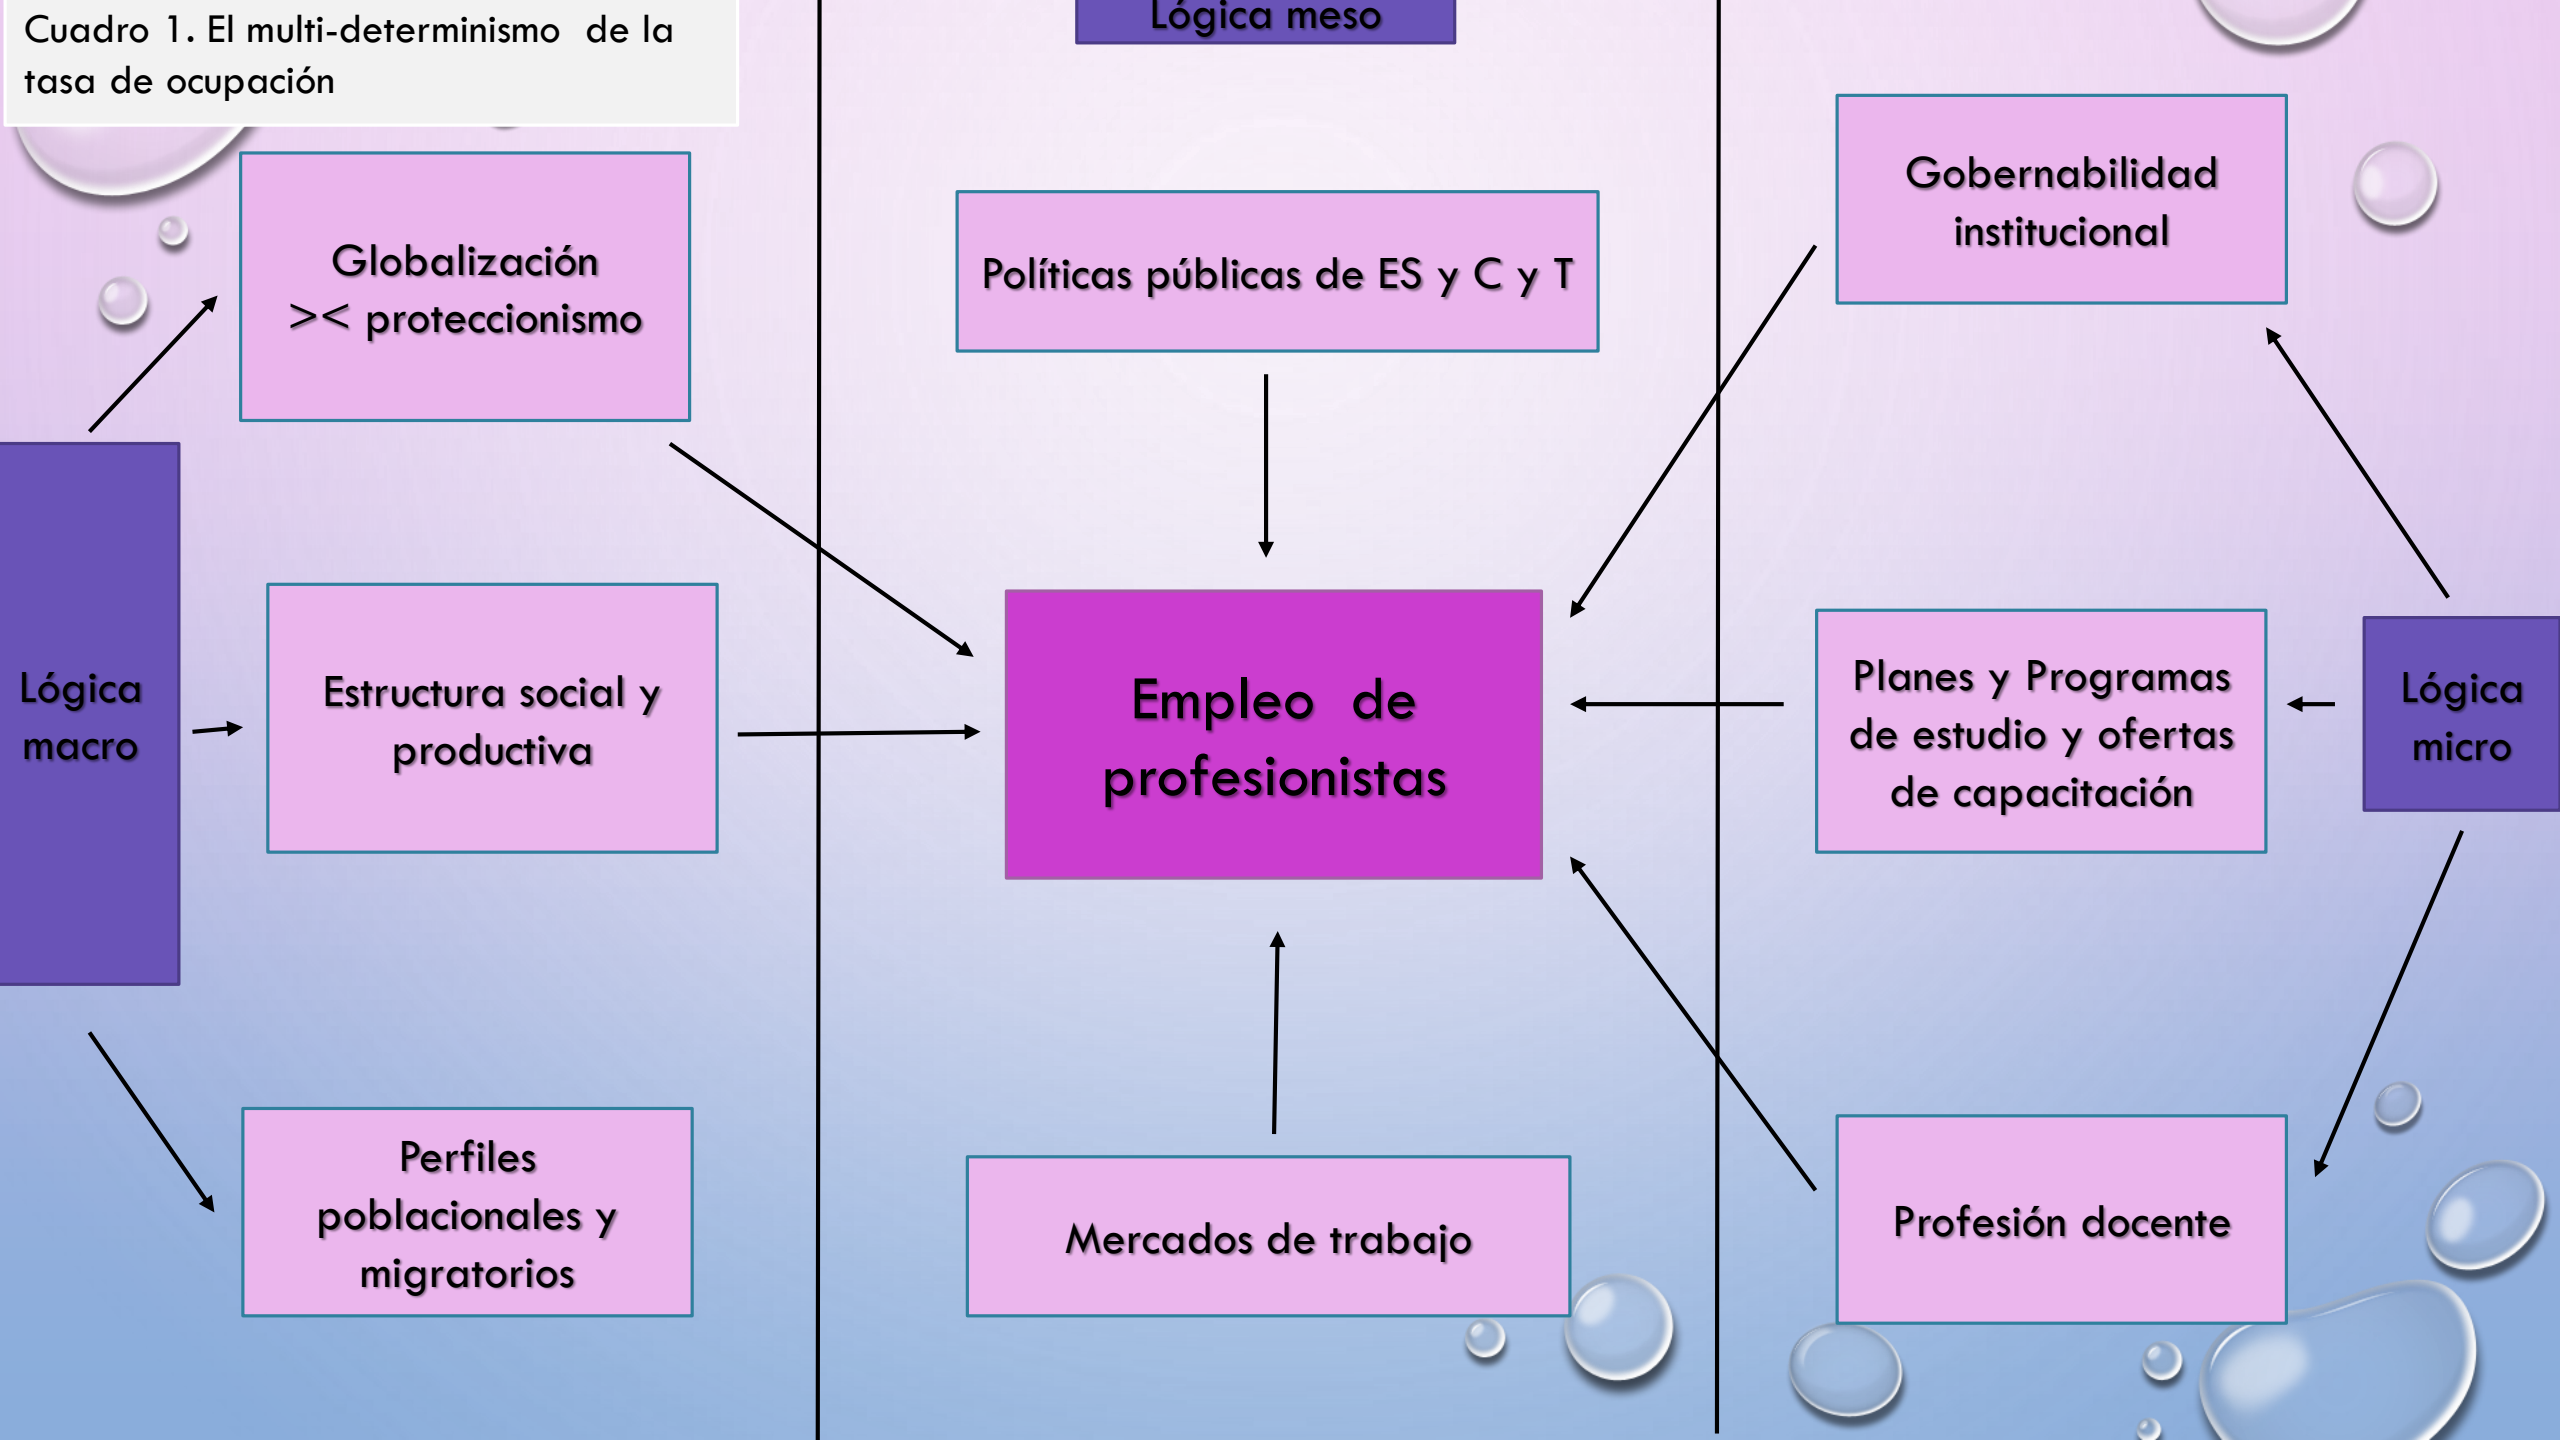 Cuadro 1. El multi-determinismo  de la
tasa de ocupación
Lógica meso
Globalización
>< proteccionismo
Políticas públicas de ES y C y T
Gobernabilidad
institucional
Lógica
macro
Estructura social y
productiva
Empleo  de
profesionistas
Planes y Programas
de estudio y ofertas
de capacitación
Lógica
micro
Perfiles
poblacionales y
migratorios
Mercados de trabajo
Profesión docente